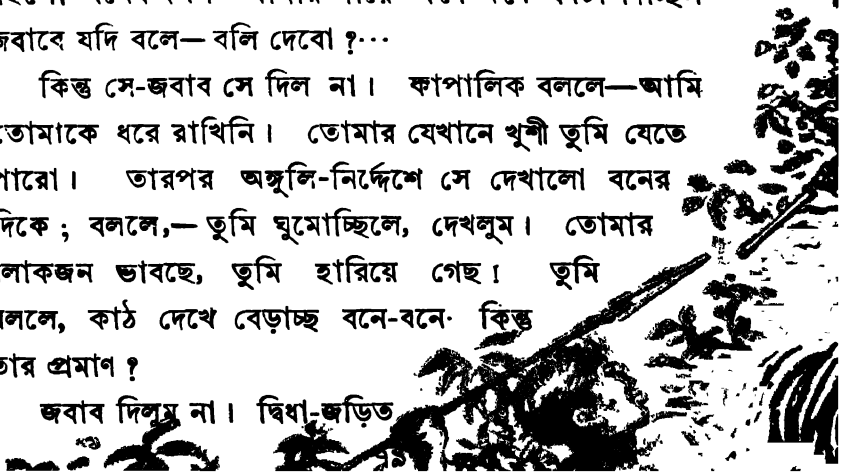 জবাবে যদি বলে— বলি দেবো ?···
কিন্তু সে-জবাব সে দিল না। কাপালিক বললে—আমি
তোমাকে ধরে রাখিনি। তোমার যেখানে খুশী তুমি যেতে
পারো। তারপর অঙ্গুলি-নির্দ্দেশে সে দেখালো বনের
দিকে ; বললে,— তুমি ঘুমোচ্ছিলে, দেখলুম। তোমার
লোকজন ভাবছে, তুমি হারিয়ে গেছ! তুমি
বললে, কাঠ দেখে বেড়াচ্ছ বনে-বনে· কিন্তু
তার প্রমাণ ?
জবাব দিলুম না। দ্বিধা-জড়িত